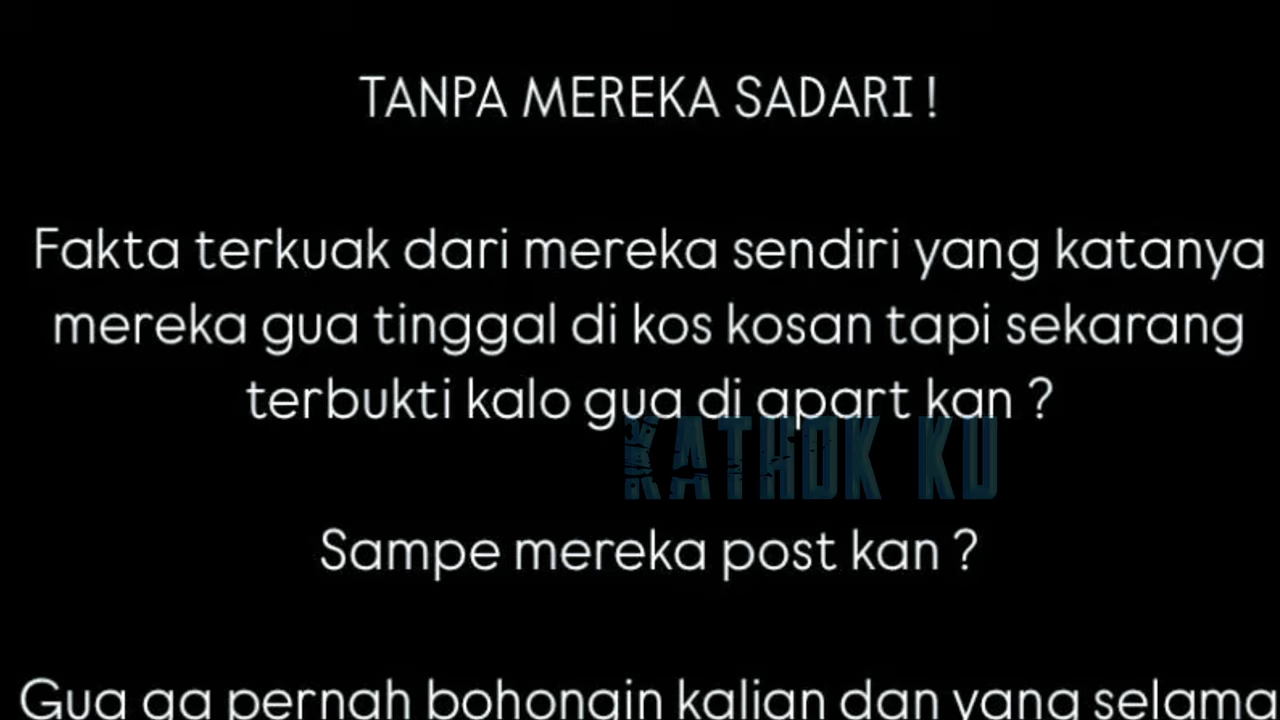 TANPA MEREKA SADARI !
Fakta terkuak dari mereka sendiri yang katanya
mereka gua tinggal di kos kosan tapi sekarang
terbukti kalo gua di apart kan ?
KATHOK KU
Sampe mereka post kan ?
Gua ga pernah bohongin kalian dan yang selama